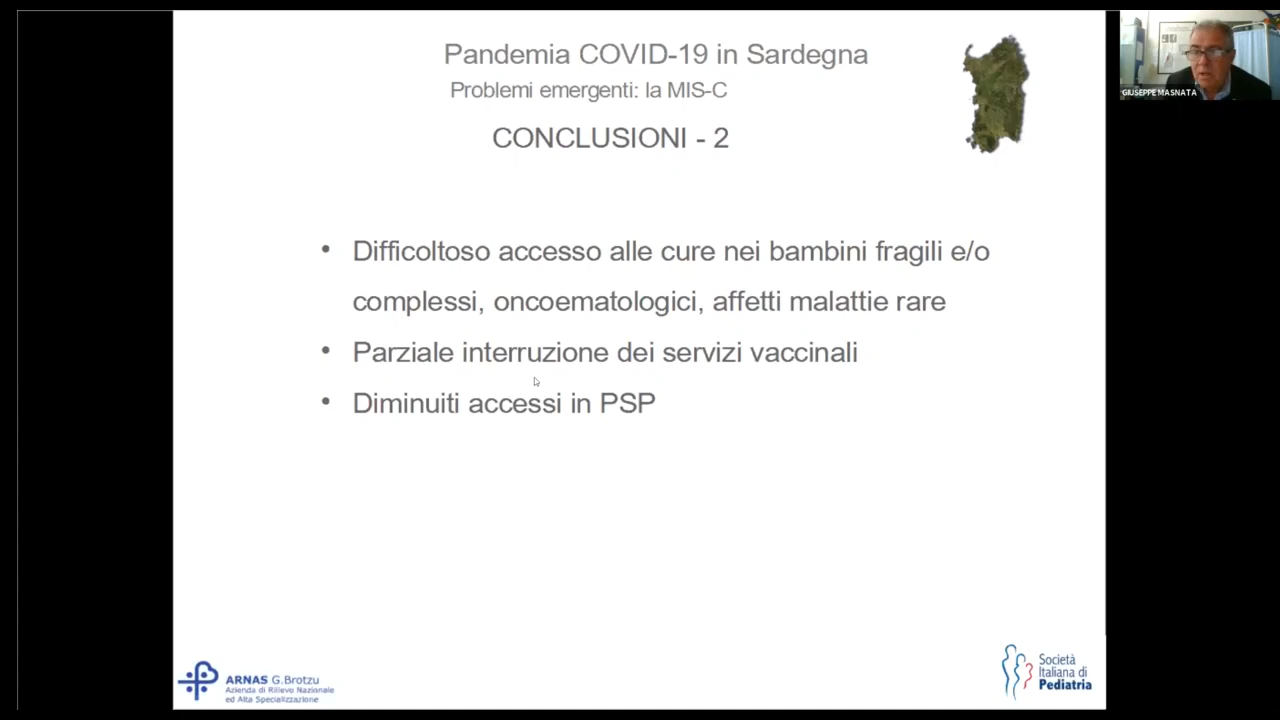 Pandemia COVID-19 in Sardegna
Problemi emergenti: la MIS-C
CONCLUSIONI - 2
• Difficoltoso accesso alle cure nei bambini fragili e/o
complessi, oncoematologici, affetti malattie rare
• Parziale interruzione dei servizi vaccinali
• Diminuiti accessi in PSP
GIUSEPPE MASNATA
ARNAS G.Brotzu
Azienda di Rilievo Nazionale
ed Alta Specializzazione
Società
Italiana di
Pediatria